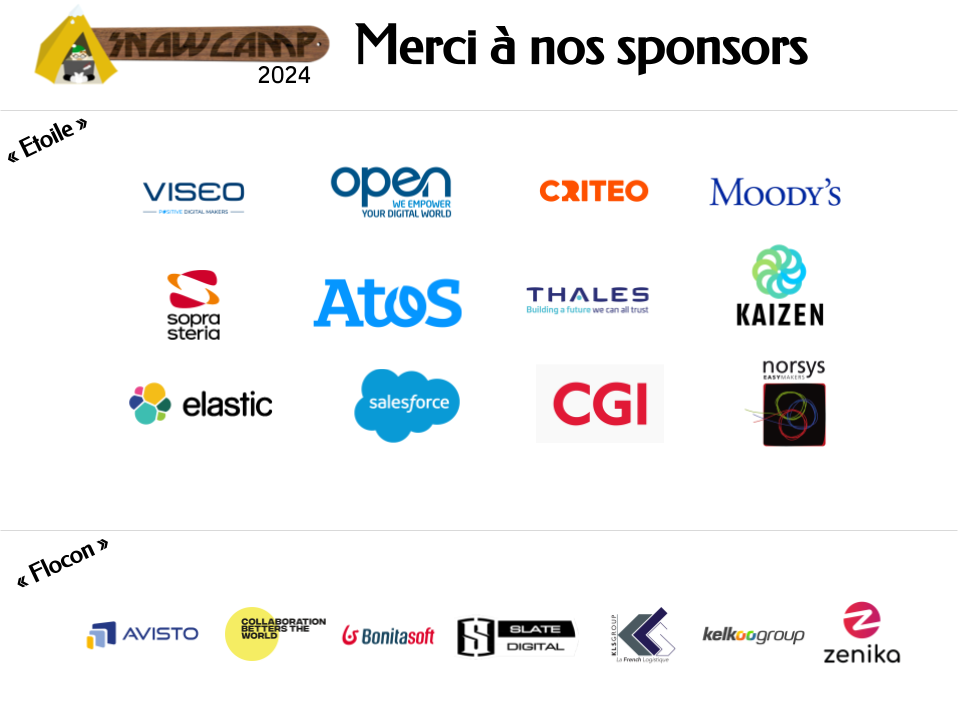 SNOWCAMP
2024
Merci à nos sponsors
« Etoile »
VISEO
POSITIVE DIGITAL MAKERS
open
WE EMPOWER
YOUR DIGITAL WORLD
CRITEO
MOODY'S
sopra
steria
Atos
THALES
Building a future we can all trust
KAIZEN
elastic
salesforce
CGI
norsys
EASYMAKERS
« Flocon »
AVISTO
COLLABORATION
BETTERS THE
WORLD
Bonitasoft
SLATE
DIGITAL
KLSGROUP
La French Logistique
kelkoogroup
zenika